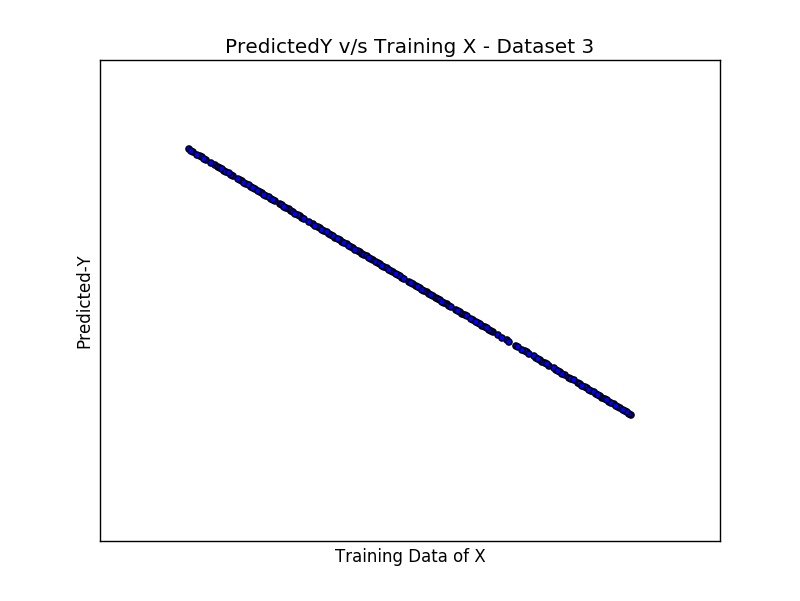 PredictedY v/s Training X - Dataset 3
Predicted-Y
Training Data of X